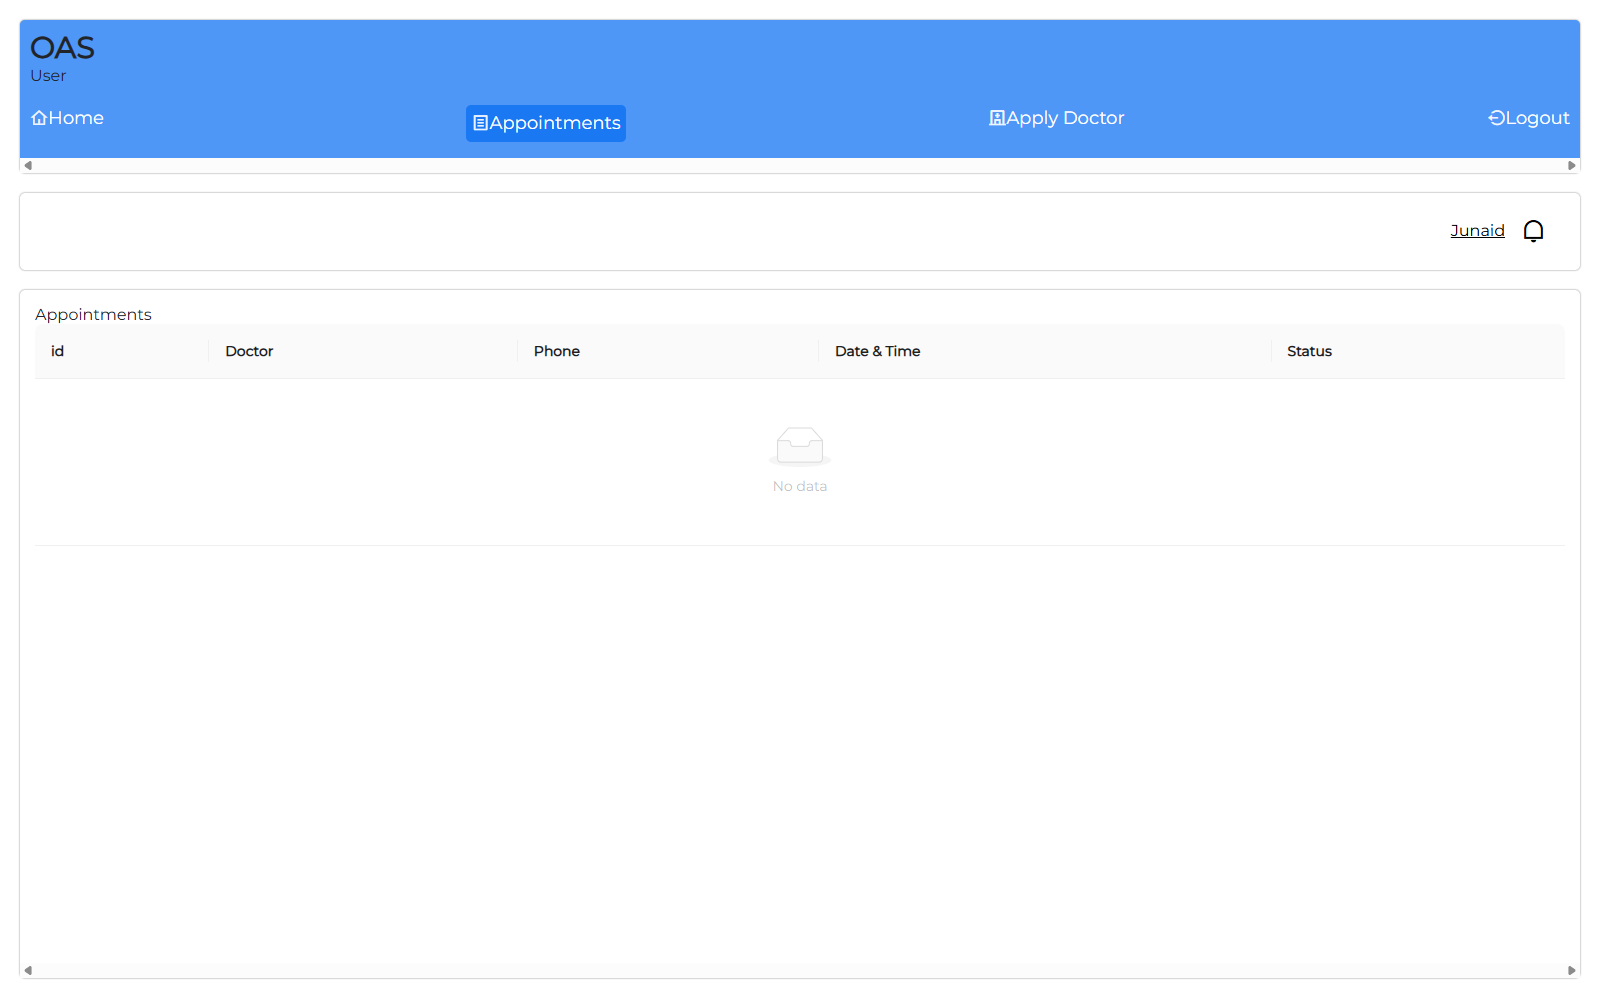 OAS
User
Home
Appointments
Apply Doctor
Logout
Junaid
Appointments
id Doctor Phone Date & Time Status
No data